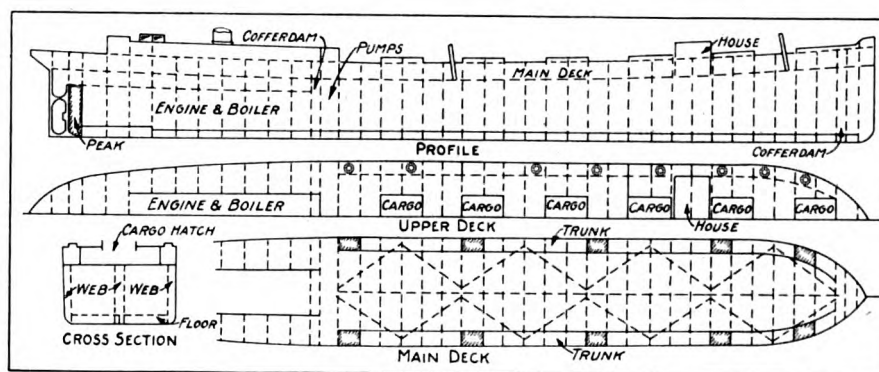 COFFERDAM
PUMPS
HOUSE
MAIN DECK
ENGINE & BOILER
PEAK
PROFILE
COFFERDAM
ENGINE & BOILER
CARGO CARGO CARGO CARGO CARGO CARGO
UPPER DECK
HOUSE
CARGO HATCH
TRUNK
WEB WEB
FLOOR
CROSS SECTION
MAIN DECK
TRUNK